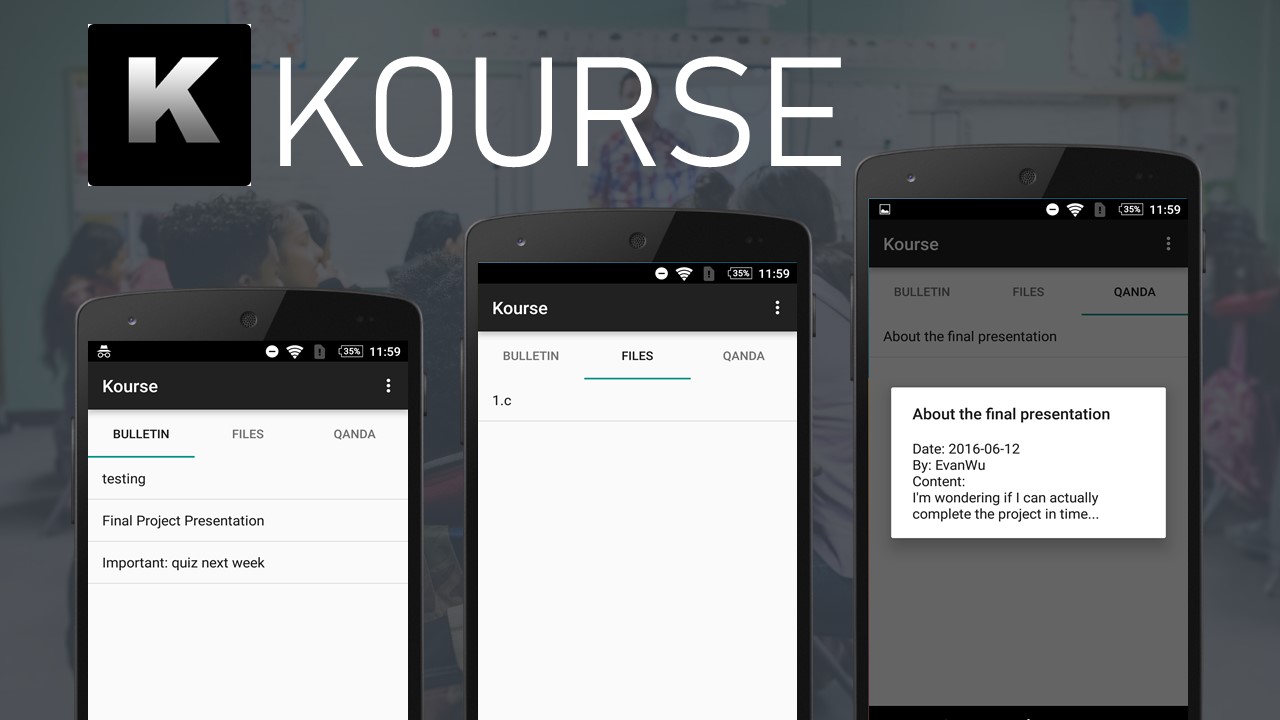 K
KOURSE
35% 11:59
Kourse
BULLETIN FILES QANDA
testing
Final Project Presentation
Important: quiz next week
35% 11:59
Kourse
BULLETIN FILES QANDA
1.c
35% 11:59
Kourse
BULLETIN FILES QANDA
About the final presentation
About the final presentation
Date: 2016-06-12
By: EvanWu
Content:
I'm wondering if I can actually
complete the project in time...